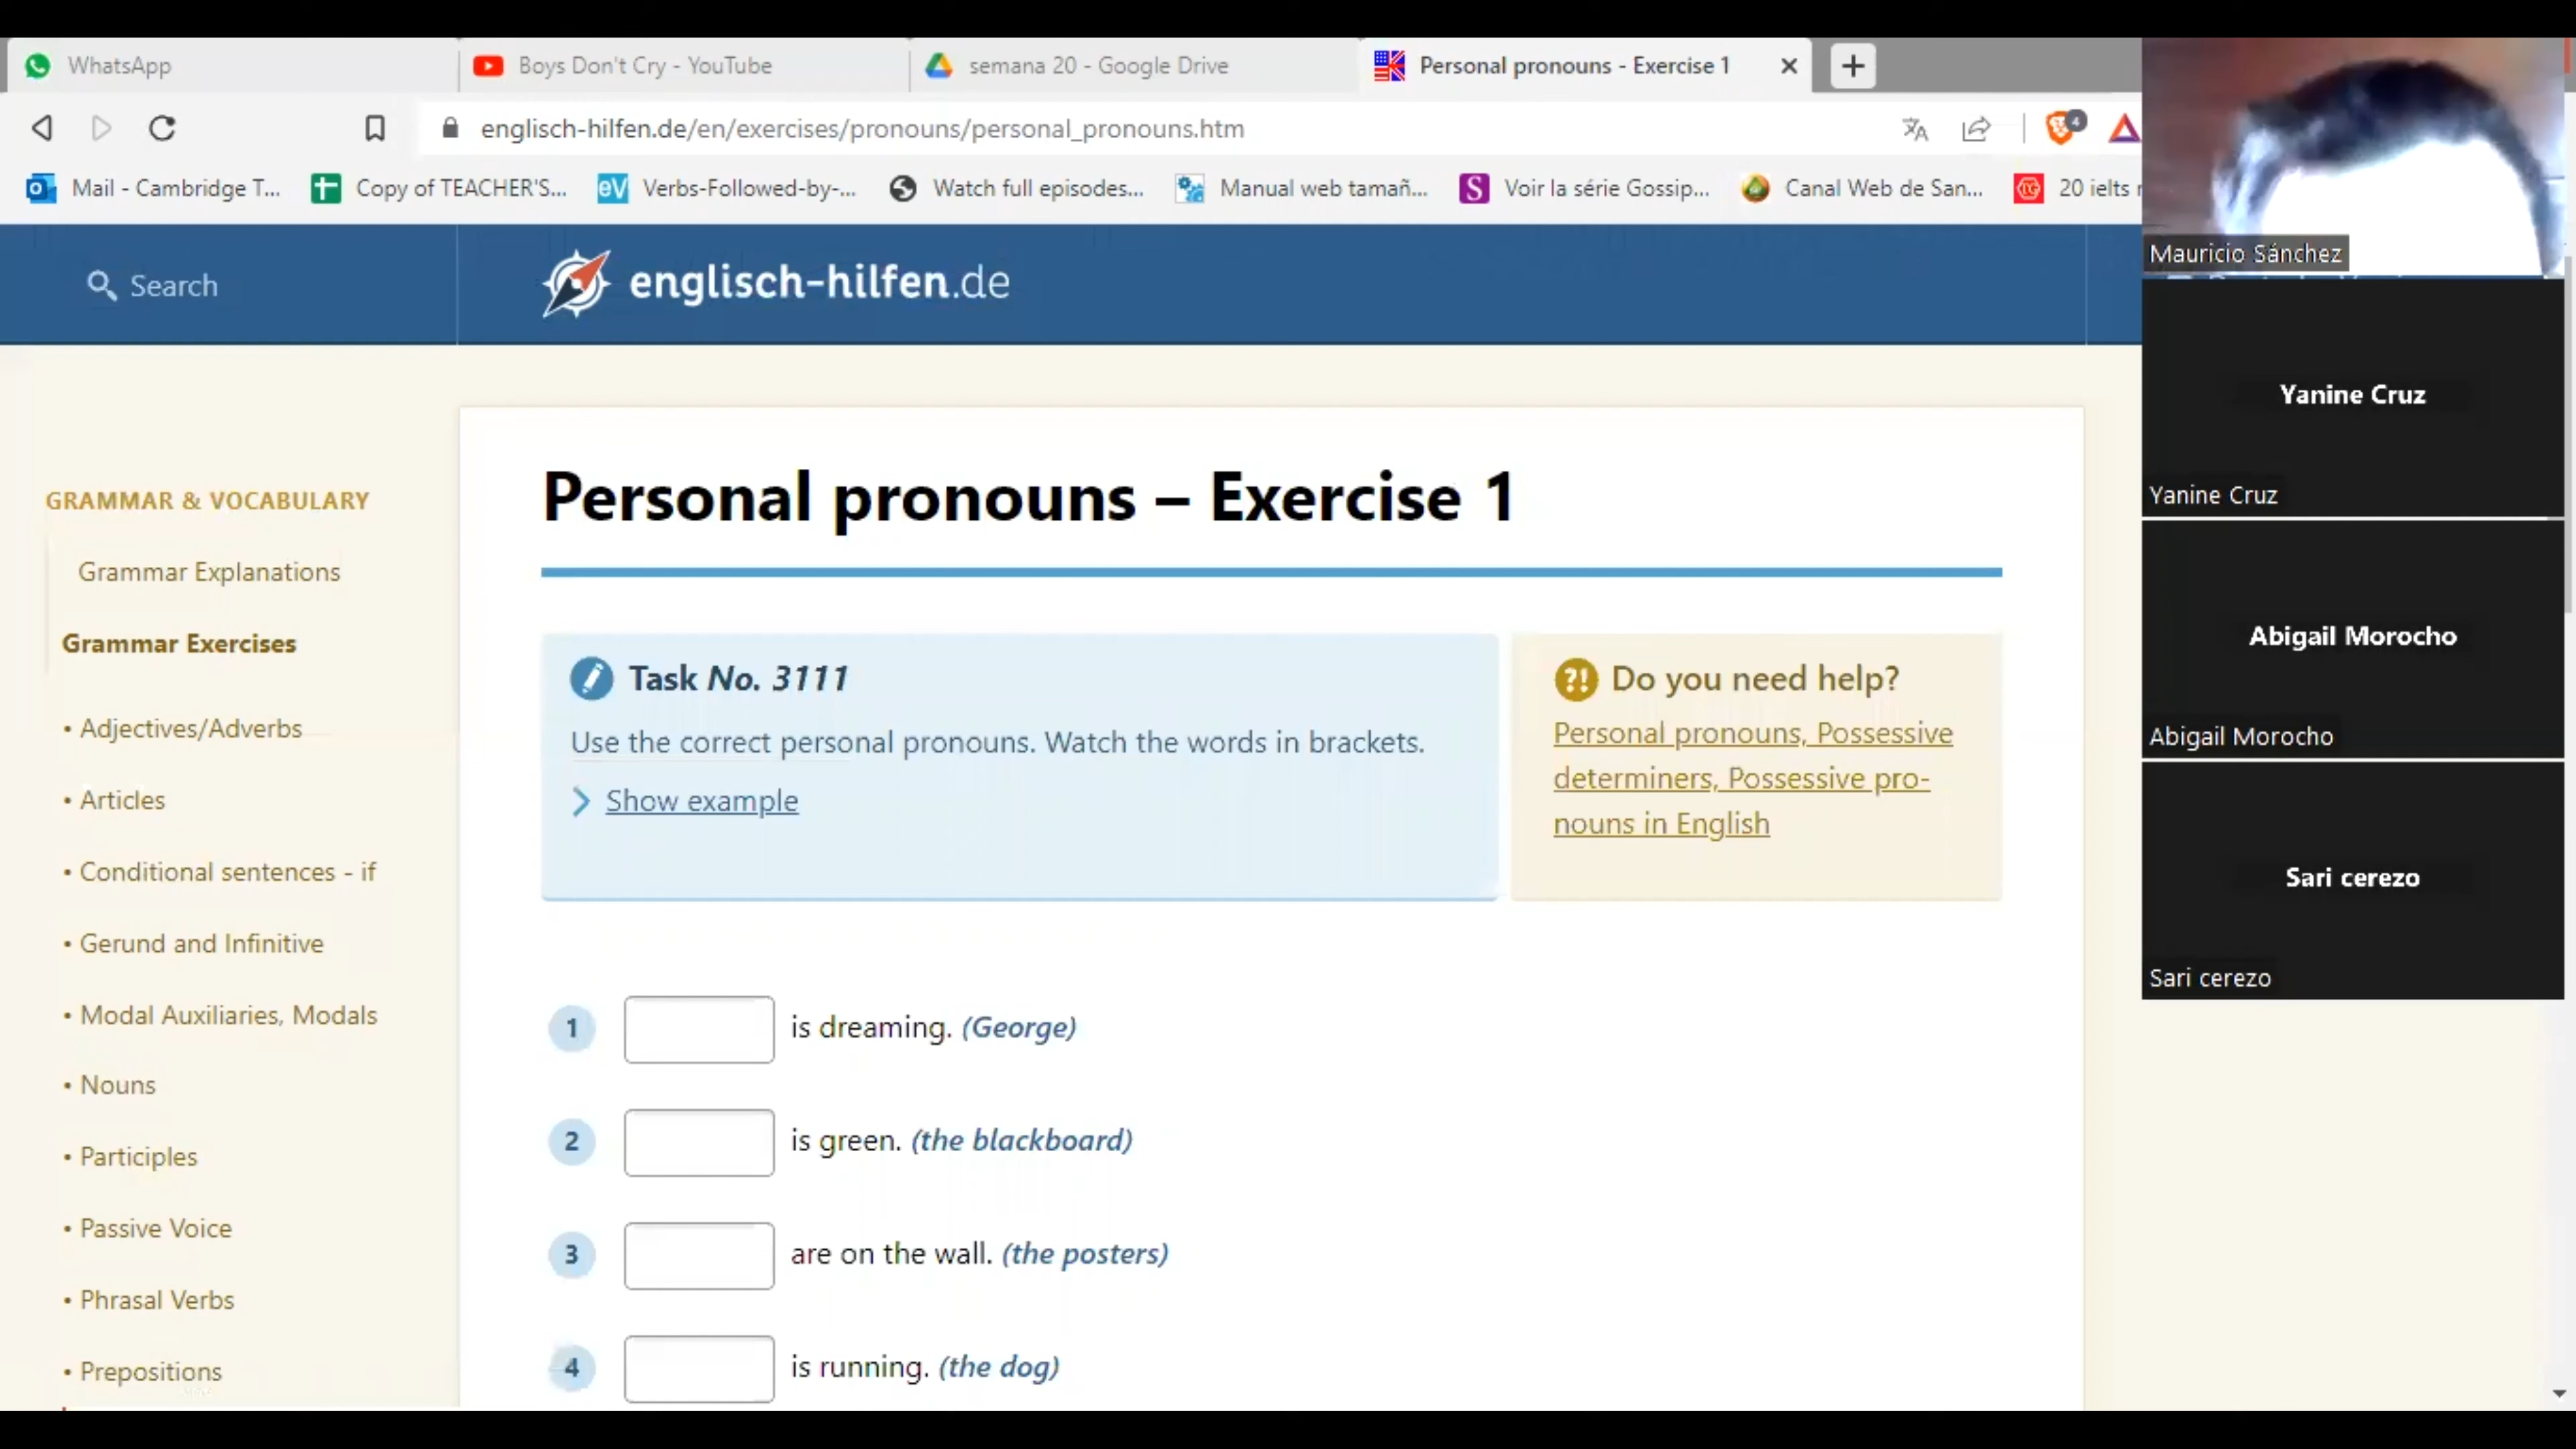 WhatsApp
Boys Don't Cry - YouTube
semana 20 - Google Drive
Personal pronouns - Exercise 1
englisch-hilfen.de/en/exercises/pronouns/personal_pronouns.htm
4
Mail - Cambridge T...
Copy of TEACHER'S...
eV
Verbs-Followed-by-...
Watch full episodes...
Manual web tamañ...
S
Voir la série Gossip...
Canal Web de San...
20 ielts
Mauricio Sánchez
Search
englisch-hilfen.de
Yanine Cruz
Yanine Cruz
Abigail Morocho
Abigail Morocho
Sari cerezo
Sari cerezo
GRAMMAR & VOCABULARY
Grammar Explanations
Grammar Exercises
• Adjectives/Adverbs
• Articles
• Conditional sentences - if
• Gerund and Infinitive
• Modal Auxiliaries, Modals
• Nouns
• Participles
• Passive Voice
• Phrasal Verbs
• Prepositions
Personal pronouns – Exercise 1
Task No. 3111
Use the correct personal pronouns. Watch the words in brackets.
Show example
?! Do you need help?
Personal pronouns, Possessive
determiners, Possessive pro-
nouns in English
1 is dreaming. (George)
2 is green. (the blackboard)
3 are on the wall. (the posters)
4 is running. (the dog)